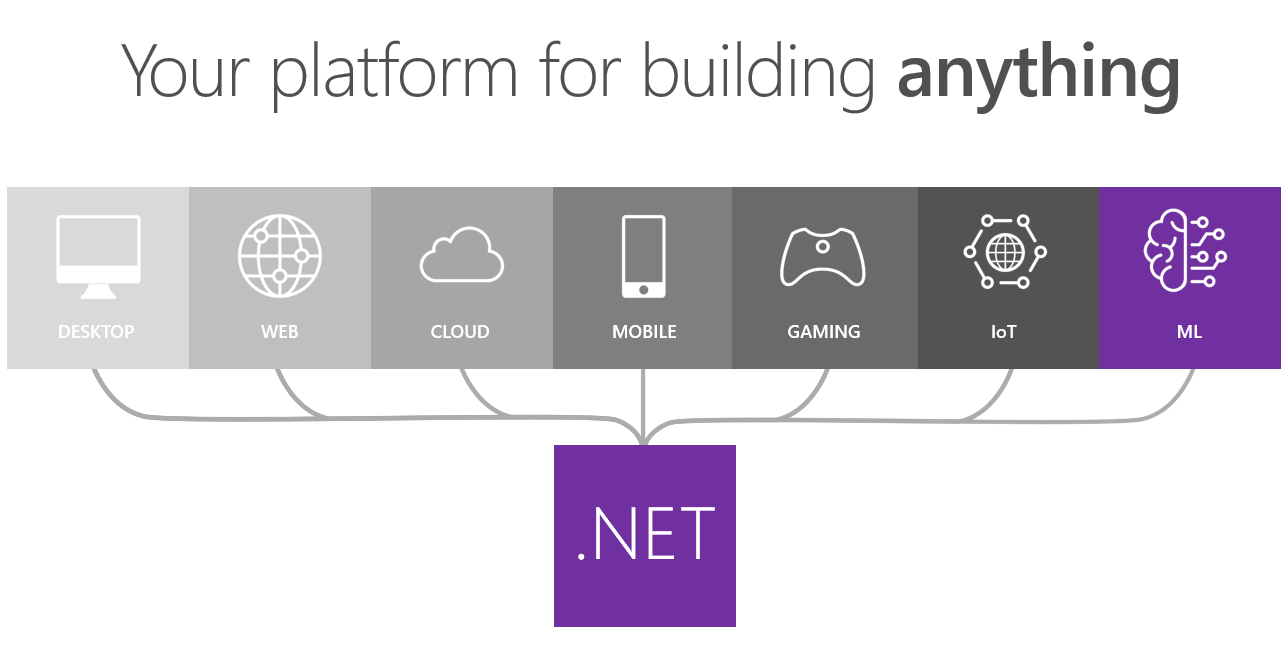 Your platform for building anything
DESKTOP
WEB
CLOUD
MOBILE
GAMING
IoT
ML
.NET